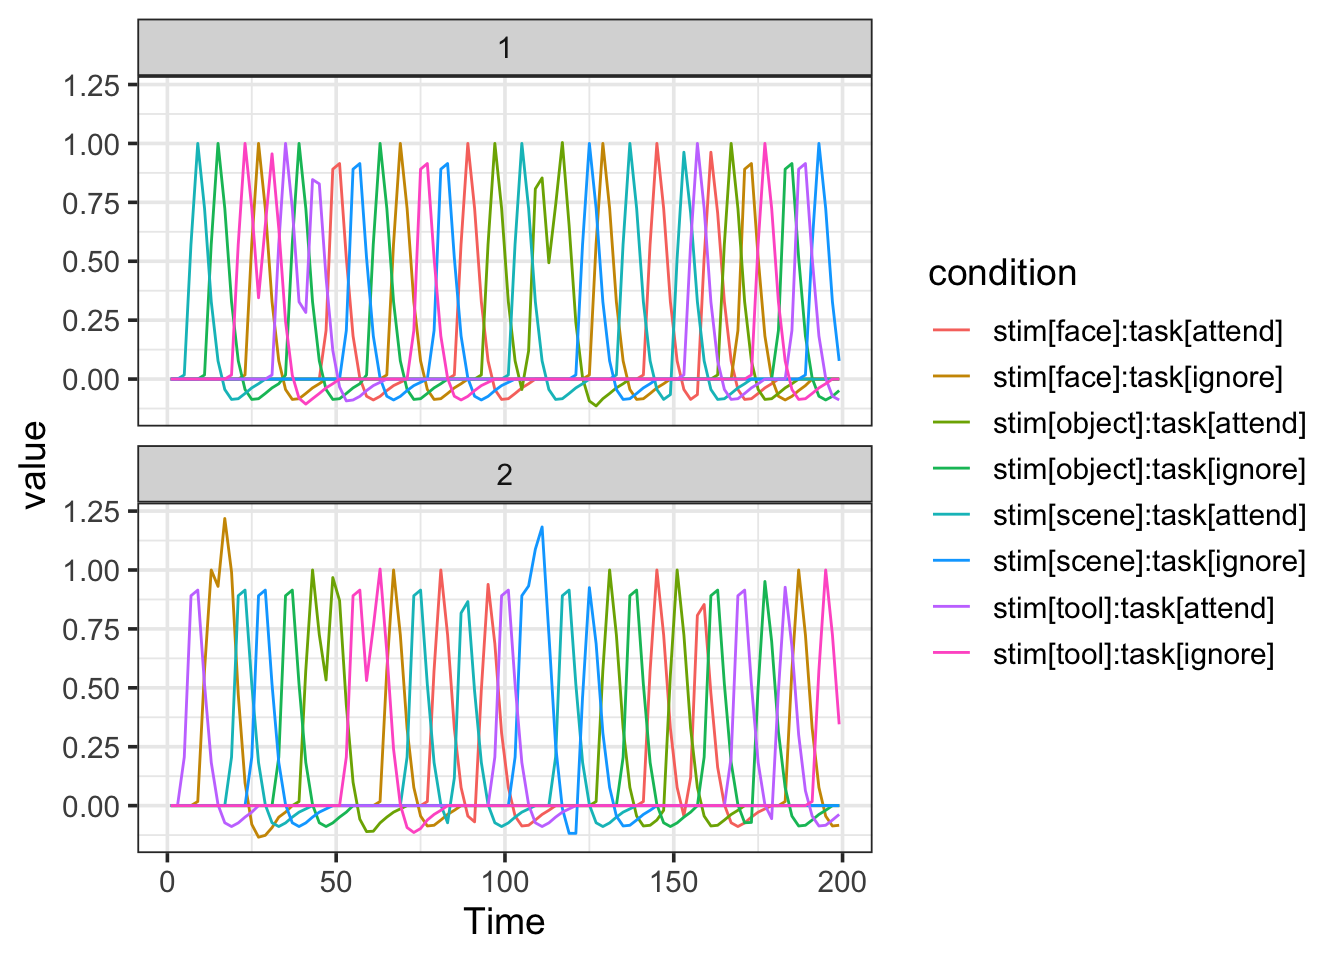 1
1.25
1.00
0.75
0.50
0.25
0.00
value
2
1.25
1.00
0.75
0.50
0.25
0.00
0 50 100 150 200
Time
condition
stim[face]:task[attend]
stim[face]:task[ignore]
stim[object]:task[attend]
stim[object]:task[ignore]
stim[scene]:task[attend]
stim[scene]:task[ignore]
stim[tool]:task[attend]
stim[tool]:task[ignore]